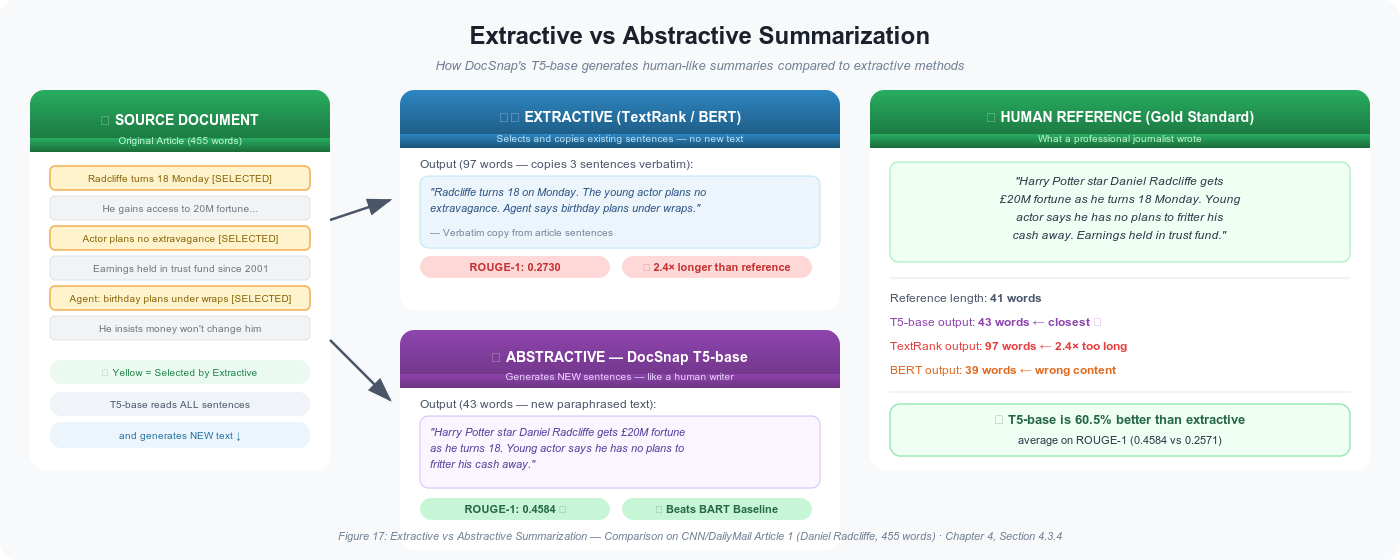 Extractive vs Abstractive Summarization
How DocSnap's T5-base generates human-like summaries compared to extractive methods
SOURCE DOCUMENT
Original Article (455 words)
Radcliffe turns 18 Monday [SELECTED]
He gains access to 20M fortune...
Actor plans no extravagance [SELECTED]
Earnings held in trust fund since 2001
Agent: birthday plans under wraps [SELECTED]
He insists money won't change him
Yellow = Selected by Extractive
T5-base reads ALL sentences
and generates NEW text ↓
EXTRACTIVE (TextRank / BERT)
Selects and copies existing sentences — no new text
Output (97 words — copies 3 sentences verbatim):
"Radcliffe turns 18 on Monday. The young actor plans no
extravagance. Agent says birthday plans under wraps."
— Verbatim copy from article sentences
ROUGE-1: 0.2730
2.4× longer than reference
ABSTRACTIVE — DocSnap T5-base
Generates NEW sentences — like a human writer
Output (43 words — new paraphrased text):
"Harry Potter star Daniel Radcliffe gets £20M fortune
as he turns 18. Young actor says he has no plans to
fritter his cash away."
ROUGE-1: 0.4584
Beats BART Baseline
HUMAN REFERENCE (Gold Standard)
What a professional journalist wrote
"Harry Potter star Daniel Radcliffe gets
£20M fortune as he turns 18 Monday. Young
actor says he has no plans to fritter his
cash away. Earnings held in trust fund."
Reference length: 41 words
T5-base output: 43 words ← closest
TextRank output: 97 words ← 2.4× too long
BERT output: 39 words ← wrong content
T5-base is 60.5% better than extractive
average on ROUGE-1 (0.4584 vs 0.2571)
Figure 17: Extractive vs Abstractive Summarization — Comparison on CNN/DailyMail Article 1 (Daniel Radcliffe, 455 words) · Chapter 4, Section 4.3.4